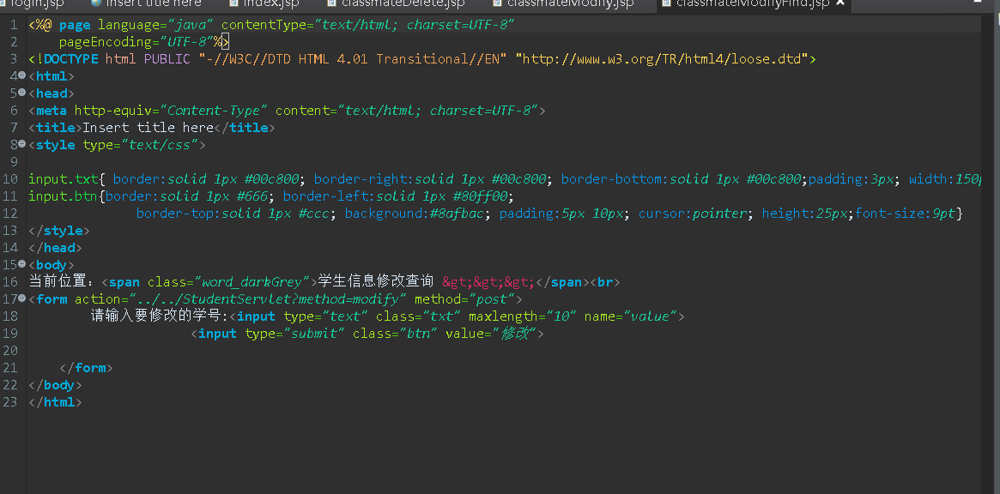 login.jsp Insert title here index.jsp classmateDelete.jsp classmateModify.jsp classmateModifyFind.jsp
1 <%@ page language="java" contentType="text/html; charset=UTF-8"
2 pageEncoding="UTF-8"%>
3 <!DOCTYPE html PUBLIC "-//W3C//DTD HTML 4.01 Transitional//EN" "http://www.w3.org/TR/html4/loose.dtd">
4 <html>
5 <head>
6 <meta http-equiv="Content-Type" content="text/html; charset=UTF-8">
7 <title>Insert title here</title>
8 <style type="text/css">
9
10 input.txt{ border:solid 1px #00c800; border-right:solid 1px #00c800; border-bottom:solid 1px #00c800;padding:3px; width:150p
11 input.btn{border:solid 1px #666; border-left:solid 1px #80ff00;
12 border-top:solid 1px #ccc; background:#8afbac; padding:5px 10px; cursor:pointer; height:25px;font-size:9pt}
13 </style>
14 </head>
15 <body>
16 当前位置：<span class="word_darkGrey">学生信息修改查询 &gt;&gt;&gt;</span><br>
17 <form action="../../StudentServlet?method=modify" method="post">
18 请输入要修改的学号:<input type="text" class="txt" maxlength="10" name="value">
19 <input type="submit" class="btn" value="修改">
20
21 </form>
22 </body>
23 </html>